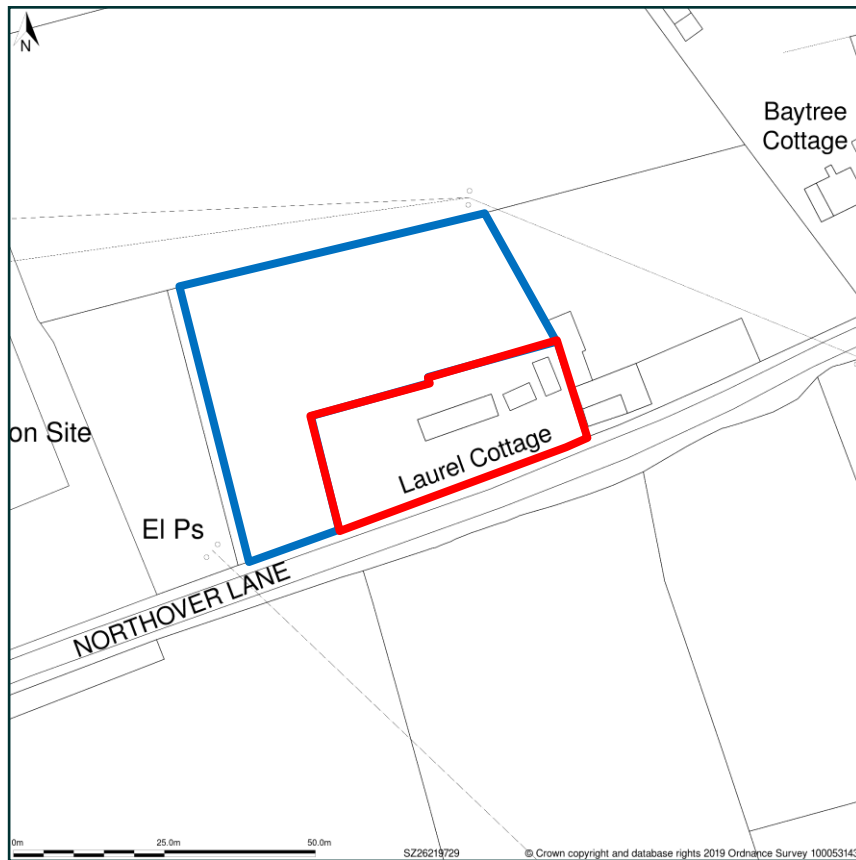 N
Baytree
Cottage
on Site
Laurel Cottage
El Ps
NORTHOVER LANE
0m
25.0m
50.0m
SZ26219729
© Crown copyright and database rights 2019 Ordnance Survey 100053143